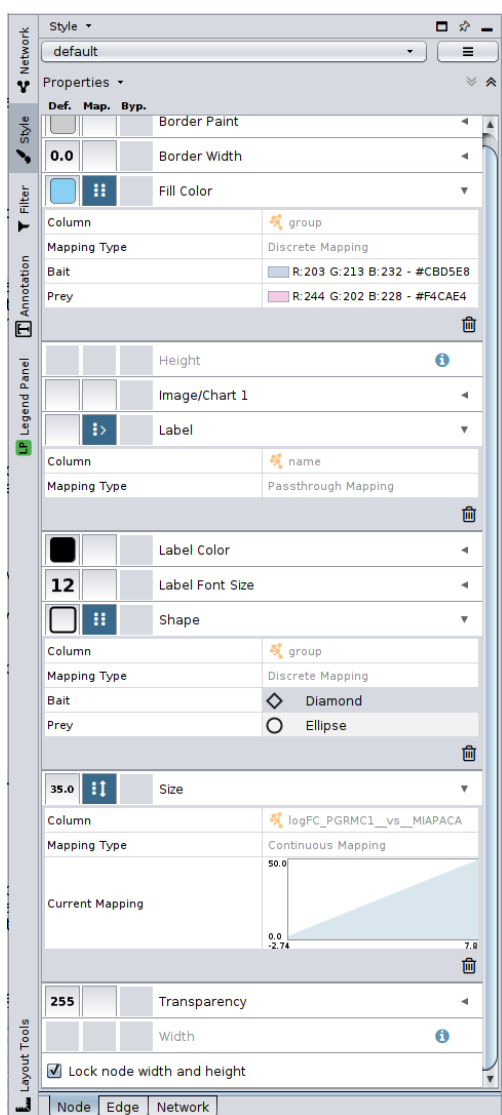 Style
default
Properties
Def. Map. Byp.
Border Paint
0.0 Border Width
Fill Color
Column group
Mapping Type Discrete Mapping
Bait R:203 G:213 B:232 - #CBD5E8
Prey R:244 G:202 B:228 - #F4CAE4
Height
Image/Chart 1
Label
Column name
Mapping Type Passthrough Mapping
Label Color
12 Label Font Size
Shape
Column group
Mapping Type Discrete Mapping
Bait Diamond
Prey Ellipse
35.0 Size
Column logFC_PGRMC1__vs__MIAPACA
Mapping Type Continuous Mapping
50.0
Current Mapping
0.0
-2.74 7.8
255 Transparency
Width
Lock node width and height
Node Edge Network
Network
Style
Filter
T Annotation
LP Legend Panel
Layout Tools